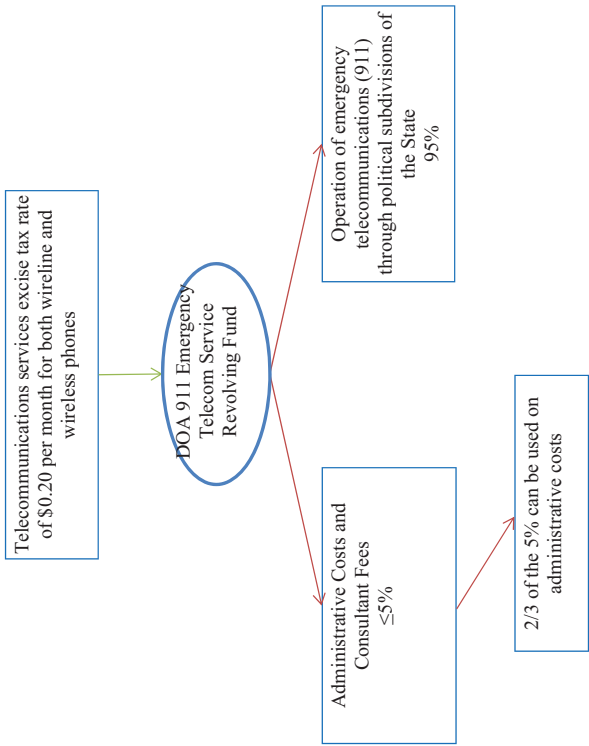 Telecommunications services excise tax rate
of $0.20 per month for both wireline and
wireless phones
DOA 911 Emergency
Telecom Service
Revolving Fund
Administrative Costs and
Consultant Fees
≤5%
Operation of emergency
telecommunications (911)
through political subdivisions of
the State
95%
2/3 of the 5% can be used on
administrative costs